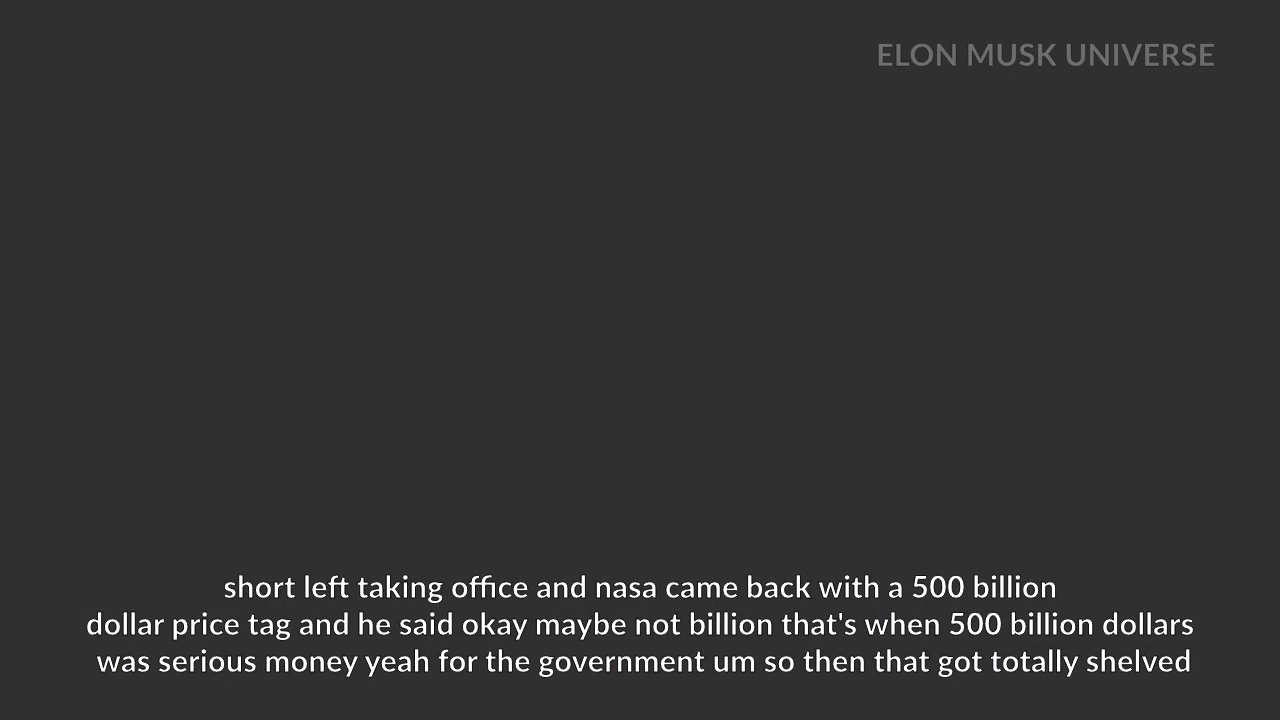 ELON MUSK UNIVERSE
short left taking office and nasa came back with a 500 billion
dollar price tag and he said okay maybe not billion that's when 500 billion dollars
was serious money yeah for the government um so then that got totally shelved